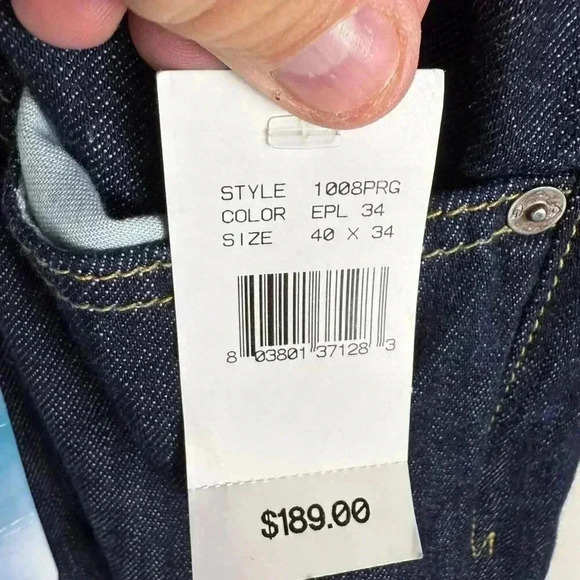 STYLE 1008PRG
COLOR EPL 34
SIZE 40 X 34
8 03801 37128 3
$189.00